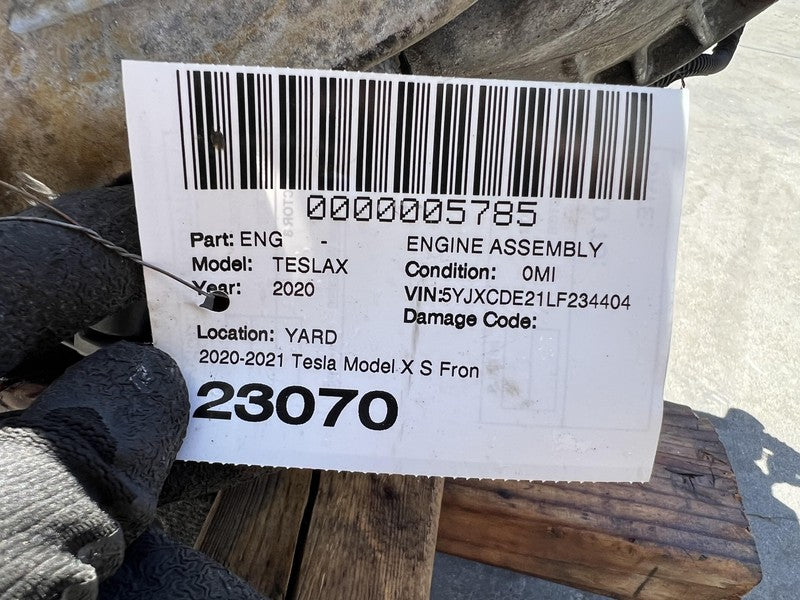 0000005785
Part: ENG - ENGINE ASSEMBLY
Model: TESLAX Condition: 0MI
Year: 2020 VIN:5YJXCDE21LF234404
Damage Code:
Location: YARD
2020-2021 Tesla Model X S Fron
23070